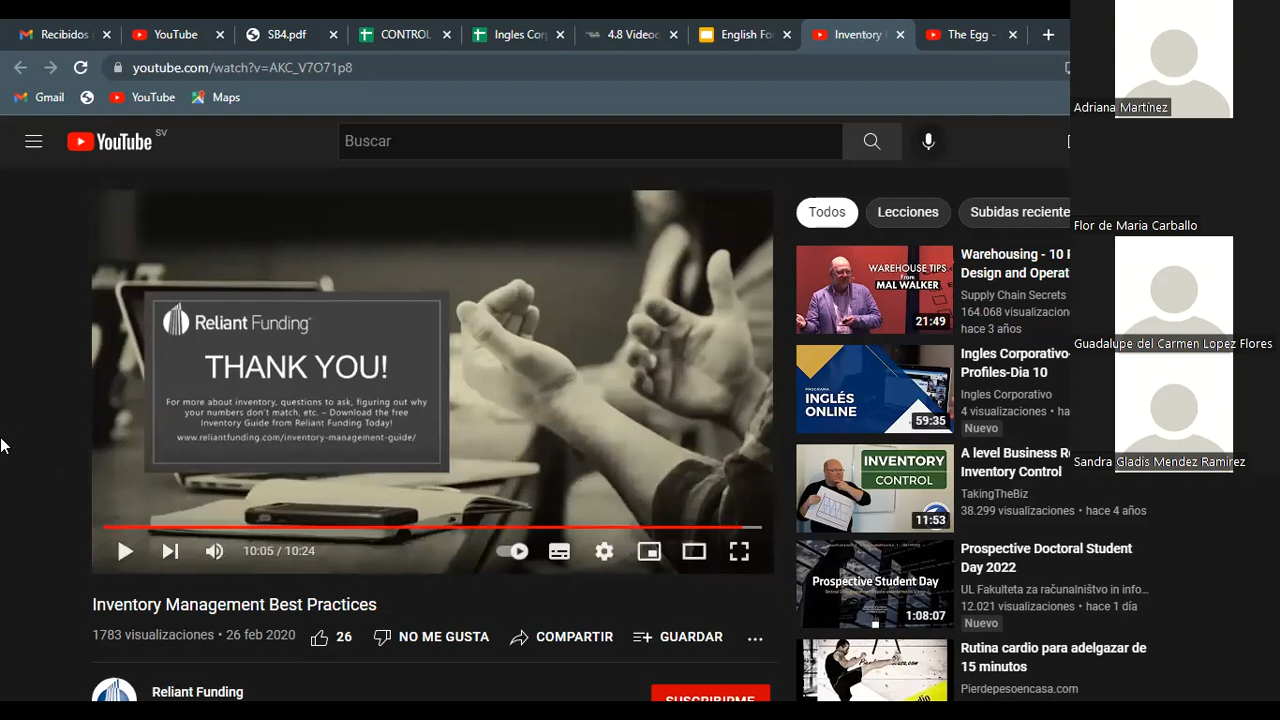 Recibidos
YouTube
SB4.pdf
CONTROL
Ingles Cor
4.8 Videoc
English For
Inventory
The Egg -
youtube.com/watch?v=AKC_V7O71p8
Gmail
YouTube
Maps
YouTube SV
Buscar
Reliant Funding
THANK YOU!
For more about inventory, questions to ask, figuring out why
your numbers don't match, etc. – Download the free
Inventory Guide from Reliant Funding Today!
www.reliantfunding.com/inventory-management-guide/
10:05 / 10:24
Inventory Management Best Practices
1783 visualizaciones • 26 feb 2020
26
NO ME GUSTA
COMPARTIR
GUARDAR
Reliant Funding
SUSCRIBIRME
Todos
Lecciones
Subidas reciente
WAREHOUSE TIPS
From
MAL WALKER
21:49
Warehousing - 10
Design and Operat
Supply Chain Secrets
164.068 visualizacion
hace 3 años
PROGRAMA
INGLÉS
ONLINE
59:35
Ingles Corporativo-
Profiles-Dia 10
Ingles Corporativo
4 visualizaciones • ha
Nuevo
INVENTORY
CONTROL
11:53
A level Business Re
Inventory Control
TakingTheBiz
38.299 visualizaciones • hace 4 años
Prospective Student Day
1:08:07
Prospective Doctoral Student
Day 2022
UL Fakulteta za računalništvo in info...
12.021 visualizaciones • hace 1 día
Nuevo
Rutina cardio para adelgazar de
15 minutos
Pierdepesoencasa.com
Adriana Martínez
Flor de Maria Carballo
Guadalupe del Carmen Lopez Flores
Sandra Gladis Mendez Ramirez